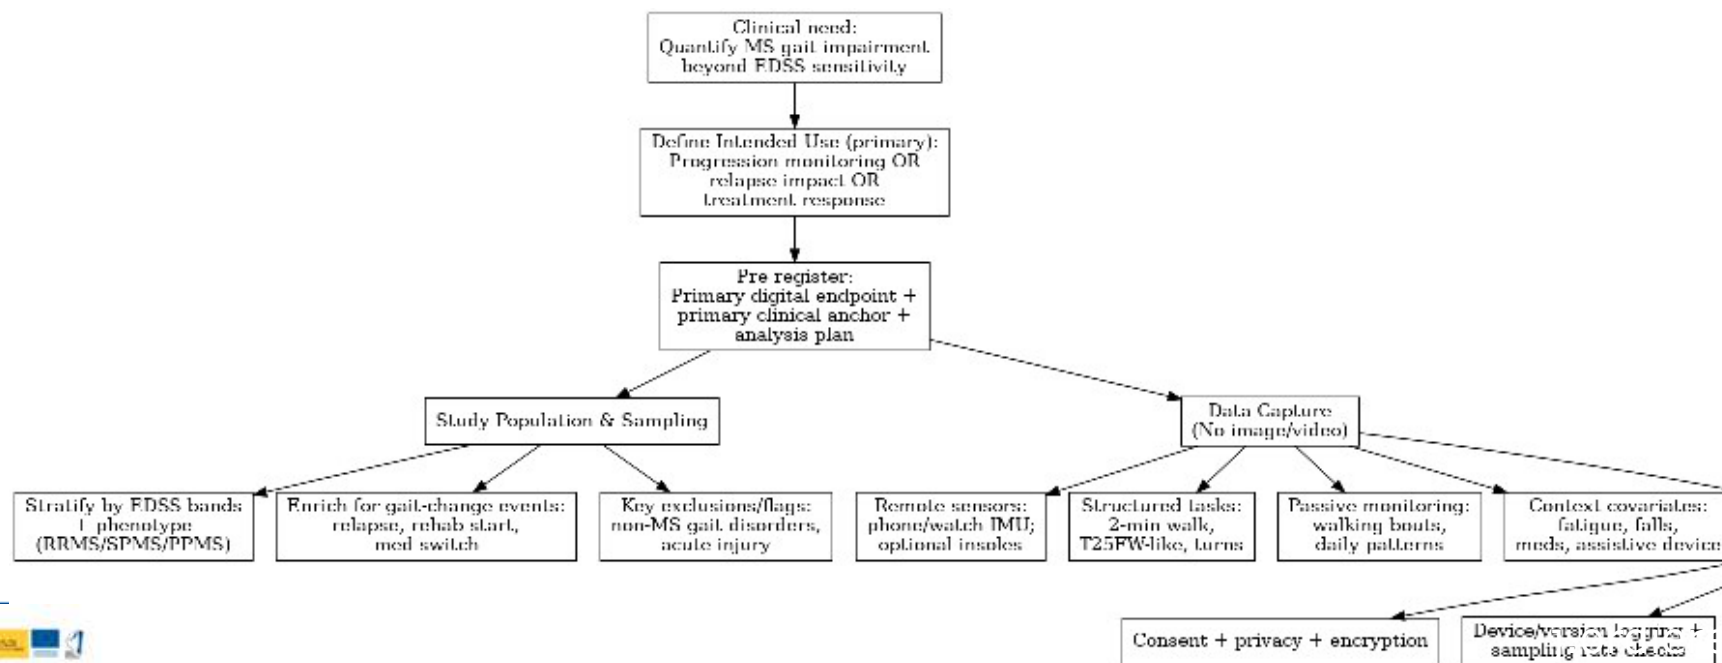 Clinical need:
Quantify MS gait impairment
beyond EDSS sensitivity
Define Intended Use (primary):
Progression monitoring OR
relapse impact OR
treatment response
Pre register:
Primary digital endpoint +
primary clinical anchor +
analysis plan
Study Population & Sampling
Data Capture
(No image/video)
Stratify by EDSS bands
+ phenotype
(RRMS/SPMS/PPMS)
Enrich for gait-change events:
relapse, rehab start,
med switch
Key exclusions/flags:
non-MS gait disorders,
acute injury
Remote sensors:
phone/watch IMU;
optional insoles
Structured tasks:
2-min walk,
T25FW-like, turns
Passive monitoring:
walking bouts,
daily patterns
Context covariates:
fatigue, falls,
meds, assistive device
Consent + privacy + encryption
Device/version logging +
sampling rate checks